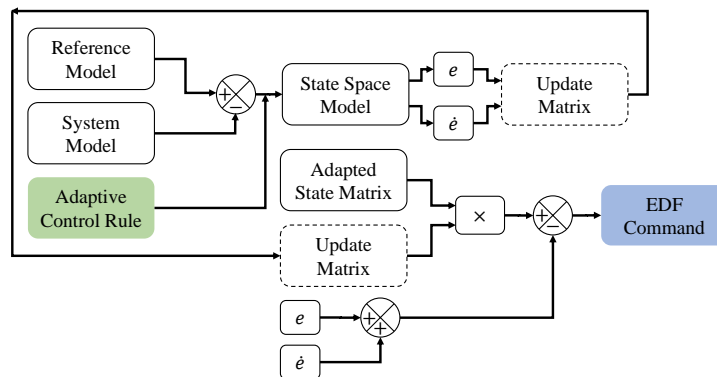 Reference
Model
+
−
System
Model
Adaptive
Control Rule
State Space
Model
e
ė
Update
Matrix
Adapted
State Matrix
Update
Matrix
×
+
−
EDF
Command
e
ė
+
+